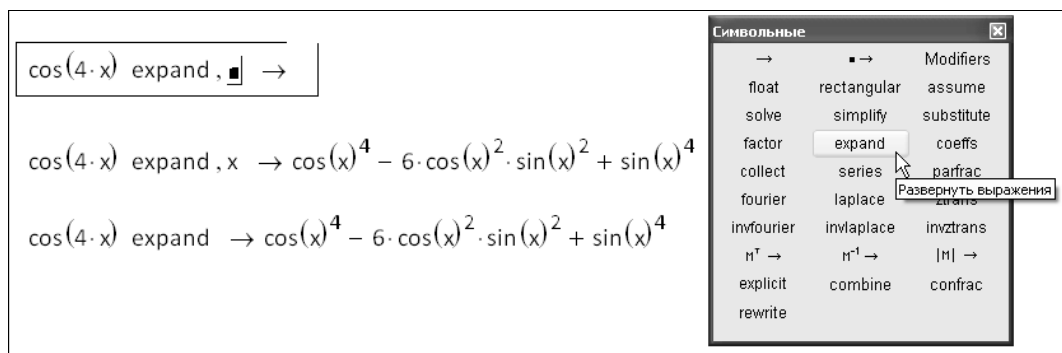 cos(4·x) expand, ■ →
cos(4·x) expand, x → cos(x)⁴ − 6·cos(x)²·sin(x)² + sin(x)⁴
cos(4·x) expand → cos(x)⁴ − 6·cos(x)²·sin(x)² + sin(x)⁴
Символьные
→ ■ → Modifiers
float rectangular assume
solve simplify substitute
factor expand coeffs
collect series parfrac
Развернуть выражения
fourier laplace ztrans
invfourier invlaplace invztrans
Mᵀ → M⁻¹ → |M| →
explicit combine confrac
rewrite